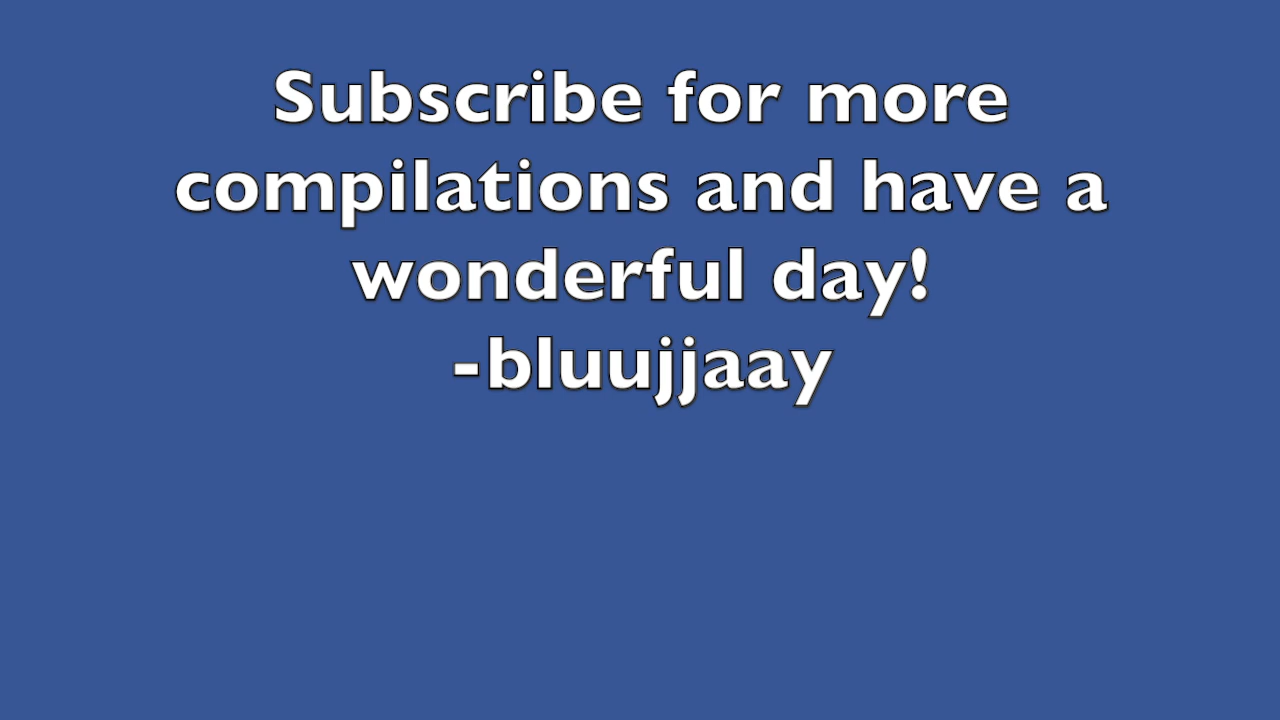 Subscribe for more
compilations and have a
wonderful day!
-bluujjaay